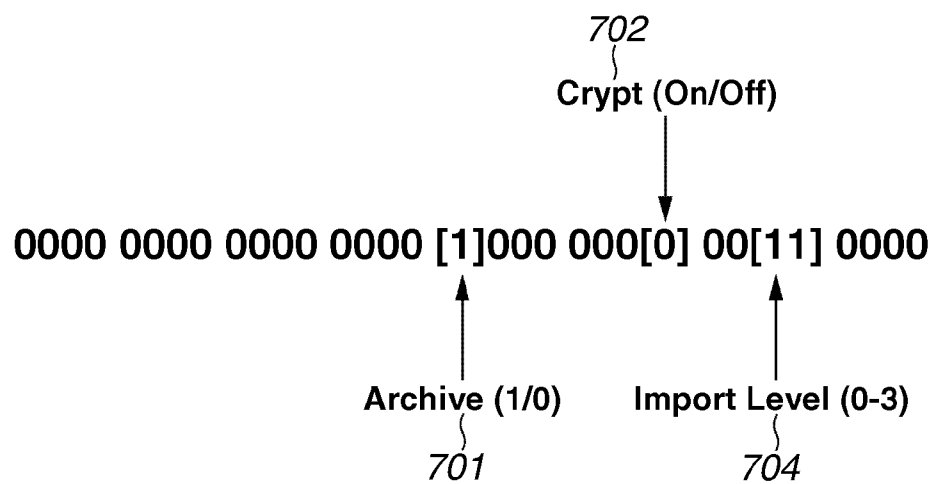 702
Crypt (On/Off)
0000 0000 0000 0000 [1]000 000[0] 00[11] 0000
Archive (1/0) Import Level (0-3)
701 704